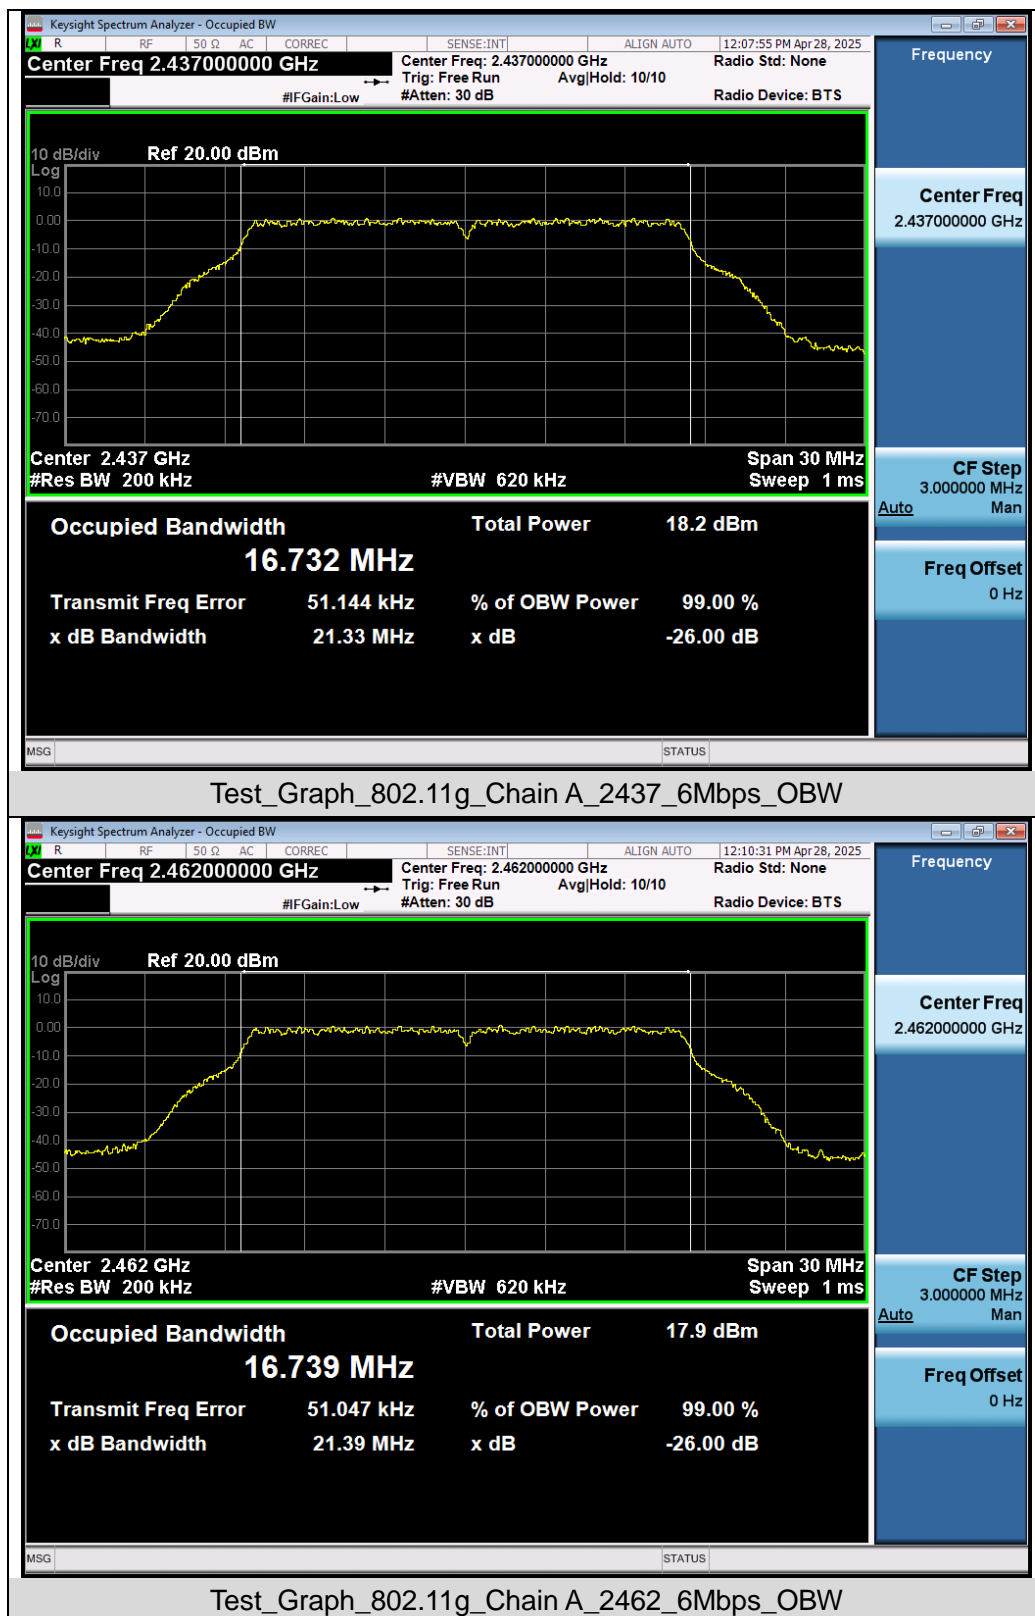 Keysight Spectrum Analyzer - Occupied BW
LXI R RF 50 Ω AC CORREC SENSE:INT ALIGN AUTO 12:07:55 PM Apr 28, 2025
Center Freq 2.437000000 GHz
Center Freq: 2.437000000 GHz
Radio Std: None
Trig: Free Run Avg|Hold: 10/10
#IFGain:Low
#Atten: 30 dB
Radio Device: BTS
Frequency
10 dB/div Ref 20.00 dBm
Log
10.0
0.00
-10.0
-20.0
-30.0
-40.0
-50.0
-60.0
-70.0
Center Freq
2.437000000 GHz
Center 2.437 GHz Span 30 MHz
#Res BW 200 kHz #VBW 620 kHz Sweep 1 ms
CF Step
3.000000 MHz
Auto Man
Occupied Bandwidth Total Power 18.2 dBm
16.732 MHz
Freq Offset
0 Hz
Transmit Freq Error 51.144 kHz % of OBW Power 99.00 %
x dB Bandwidth 21.33 MHz x dB -26.00 dB
MSG STATUS
Test_Graph_802.11g_Chain A_2437_6Mbps_OBW
Keysight Spectrum Analyzer - Occupied BW
LXI R RF 50 Ω AC CORREC SENSE:INT ALIGN AUTO 12:10:31 PM Apr 28, 2025
Center Freq 2.462000000 GHz
Center Freq: 2.462000000 GHz
Radio Std: None
Trig: Free Run Avg|Hold: 10/10
#IFGain:Low
#Atten: 30 dB
Radio Device: BTS
Frequency
10 dB/div Ref 20.00 dBm
Log
10.0
0.00
-10.0
-20.0
-30.0
-40.0
-50.0
-60.0
-70.0
Center Freq
2.462000000 GHz
Center 2.462 GHz Span 30 MHz
#Res BW 200 kHz #VBW 620 kHz Sweep 1 ms
CF Step
3.000000 MHz
Auto Man
Occupied Bandwidth Total Power 17.9 dBm
16.739 MHz
Freq Offset
0 Hz
Transmit Freq Error 51.047 kHz % of OBW Power 99.00 %
x dB Bandwidth 21.39 MHz x dB -26.00 dB
MSG STATUS
Test_Graph_802.11g_Chain A_2462_6Mbps_OBW